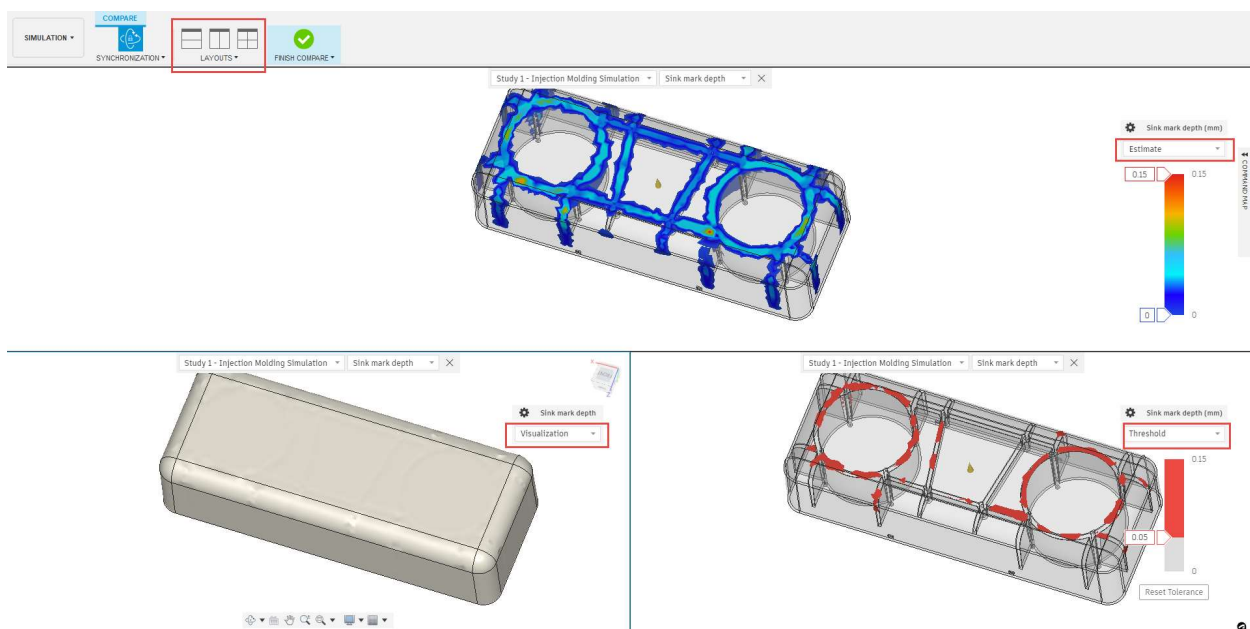 COMPARE
SIMULATION
SYNCHRONIZATION
LAYOUTS
FINISH COMPARE
Study 1 - Injection Molding Simulation
Sink mark depth
Sink mark depth (mm)
Estimate
0.15
0.15
0
0
COMMAND MAP
Study 1 - Injection Molding Simulation
Sink mark depth
Sink mark depth
Visualization
Study 1 - Injection Molding Simulation
Sink mark depth
Sink mark depth (mm)
Threshold
0.15
0.05
0
Reset Tolerance